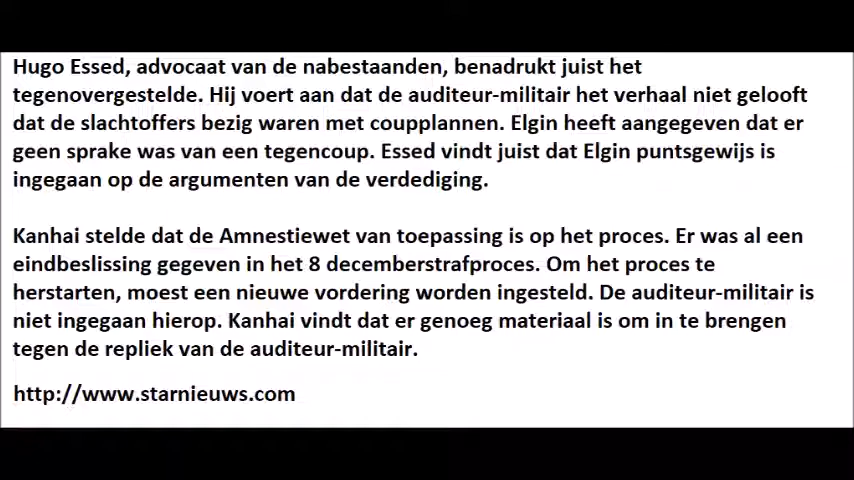 Hugo Essed, advocaat van de nabestaanden, benadrukt juist het
tegenovergestelde. Hij voert aan dat de auditeur-militair het verhaal niet gelooft
dat de slachtoffers bezig waren met coupplannen. Elgin heeft aangegeven dat er
geen sprake was van een tegencoup. Essed vindt juist dat Elgin puntsgewijs is
ingegaan op de argumenten van de verdediging.
Kanhai stelde dat de Amnestiewet van toepassing is op het proces. Er was al een
eindbeslissing gegeven in het 8 decemberstrafproces. Om het proces te
herstarten, moest een nieuwe vordering worden ingesteld. De auditeur-militair is
niet ingegaan hierop. Kanhai vindt dat er genoeg materiaal is om in te brengen
tegen de repliek van de auditeur-militair.
http://www.starnieuws.com